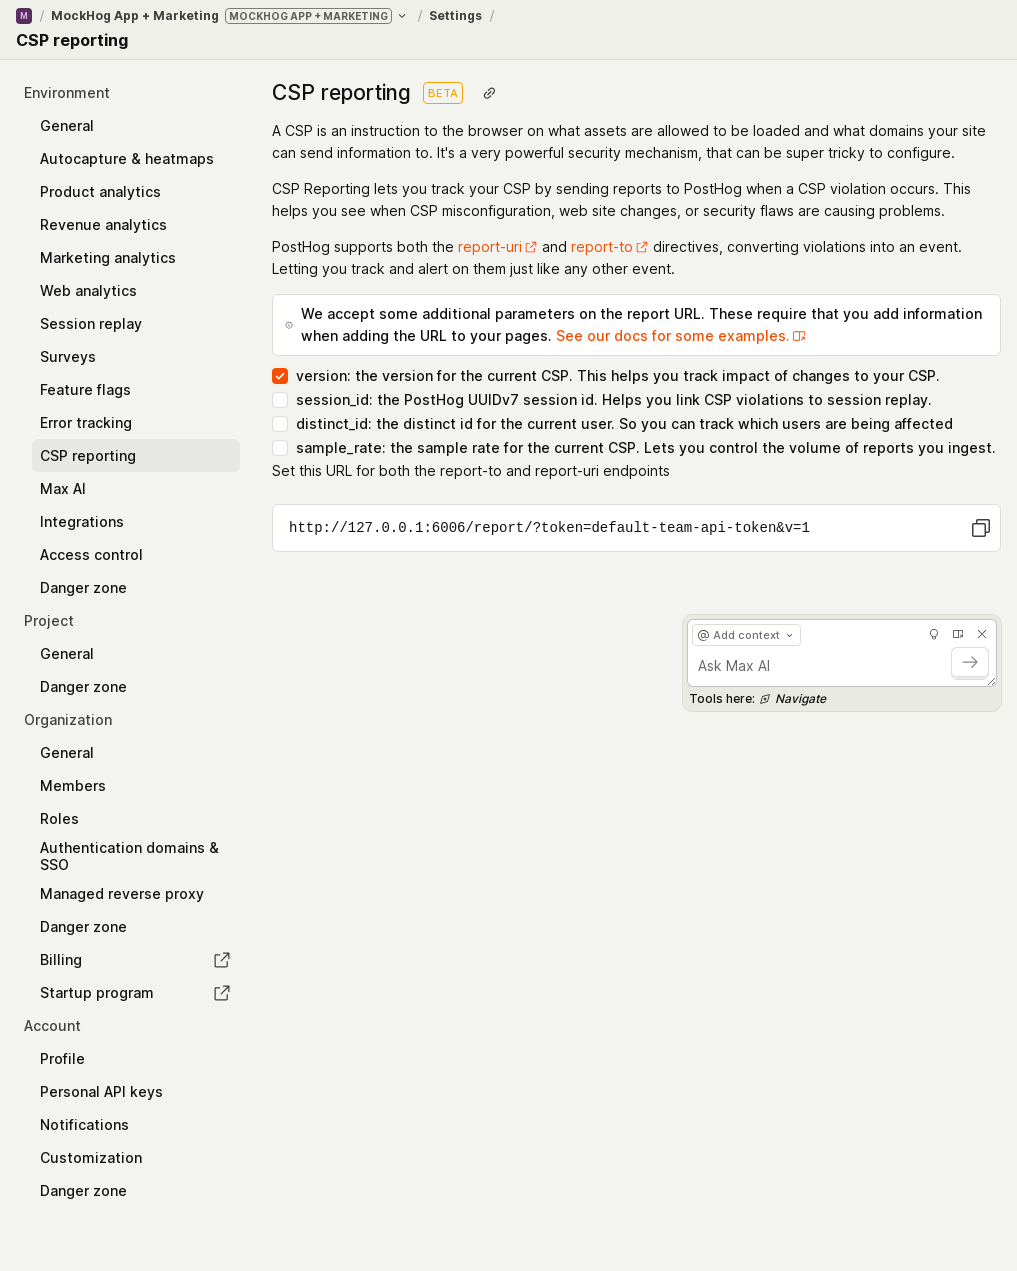 M / MockHog App + Marketing MOCKHOG APP + MARKETING / Settings /
CSP reporting
Environment
General
Autocapture & heatmaps
Product analytics
Revenue analytics
Marketing analytics
Web analytics
Session replay
Surveys
Feature flags
Error tracking
CSP reporting
Max AI
Integrations
Access control
Danger zone
Project
General
Danger zone
Organization
General
Members
Roles
Authentication domains &
SSO
Managed reverse proxy
Danger zone
Billing
Startup program
Account
Profile
Personal API keys
Notifications
Customization
Danger zone
CSP reporting BETA
A CSP is an instruction to the browser on what assets are allowed to be loaded and what domains your site
can send information to. It's a very powerful security mechanism, that can be super tricky to configure.
CSP Reporting lets you track your CSP by sending reports to PostHog when a CSP violation occurs. This
helps you see when CSP misconfiguration, web site changes, or security flaws are causing problems.
PostHog supports both the report-uri and report-to directives, converting violations into an event.
Letting you track and alert on them just like any other event.
We accept some additional parameters on the report URL. These require that you add information
when adding the URL to your pages. See our docs for some examples.
version: the version for the current CSP. This helps you track impact of changes to your CSP.
session_id: the PostHog UUIDv7 session id. Helps you link CSP violations to session replay.
distinct_id: the distinct id for the current user. So you can track which users are being affected
sample_rate: the sample rate for the current CSP. Lets you control the volume of reports you ingest.
Set this URL for both the report-to and report-uri endpoints
http://127.0.0.1:6006/report/?token=default-team-api-token&v=1
@ Add context
Ask Max AI
Tools here: Navigate